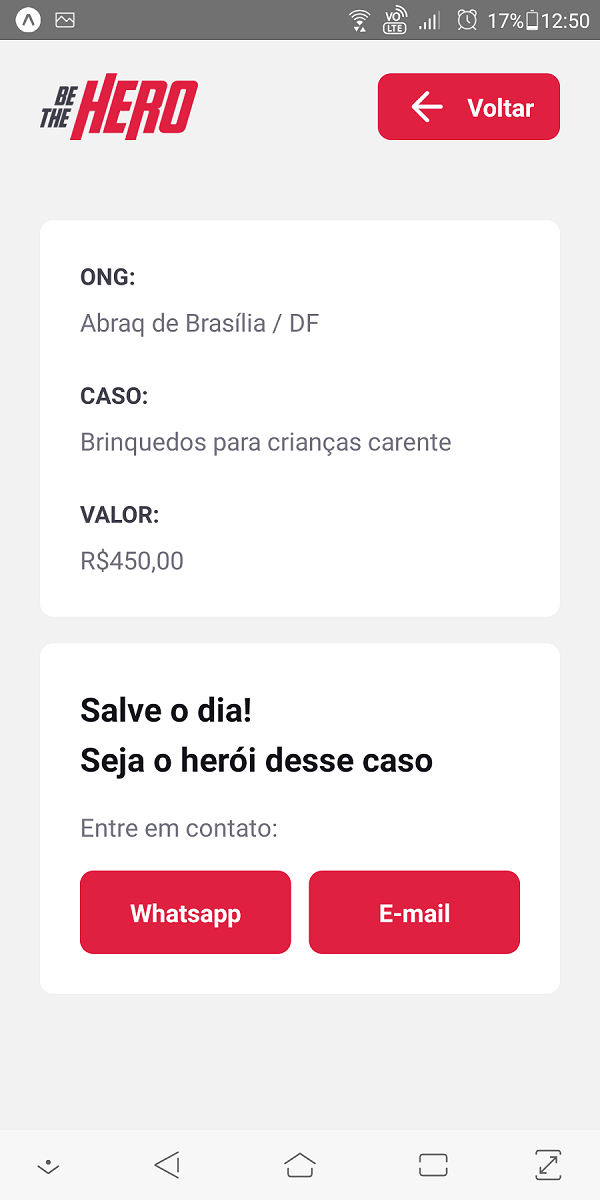 VO
LTE
17%
12:50
BE
THE
HERO
Voltar
ONG:
Abraq de Brasília / DF
CASO:
Brinquedos para crianças carente
VALOR:
R$450,00
Salve o dia!
Seja o herói desse caso
Entre em contato:
Whatsapp
E-mail